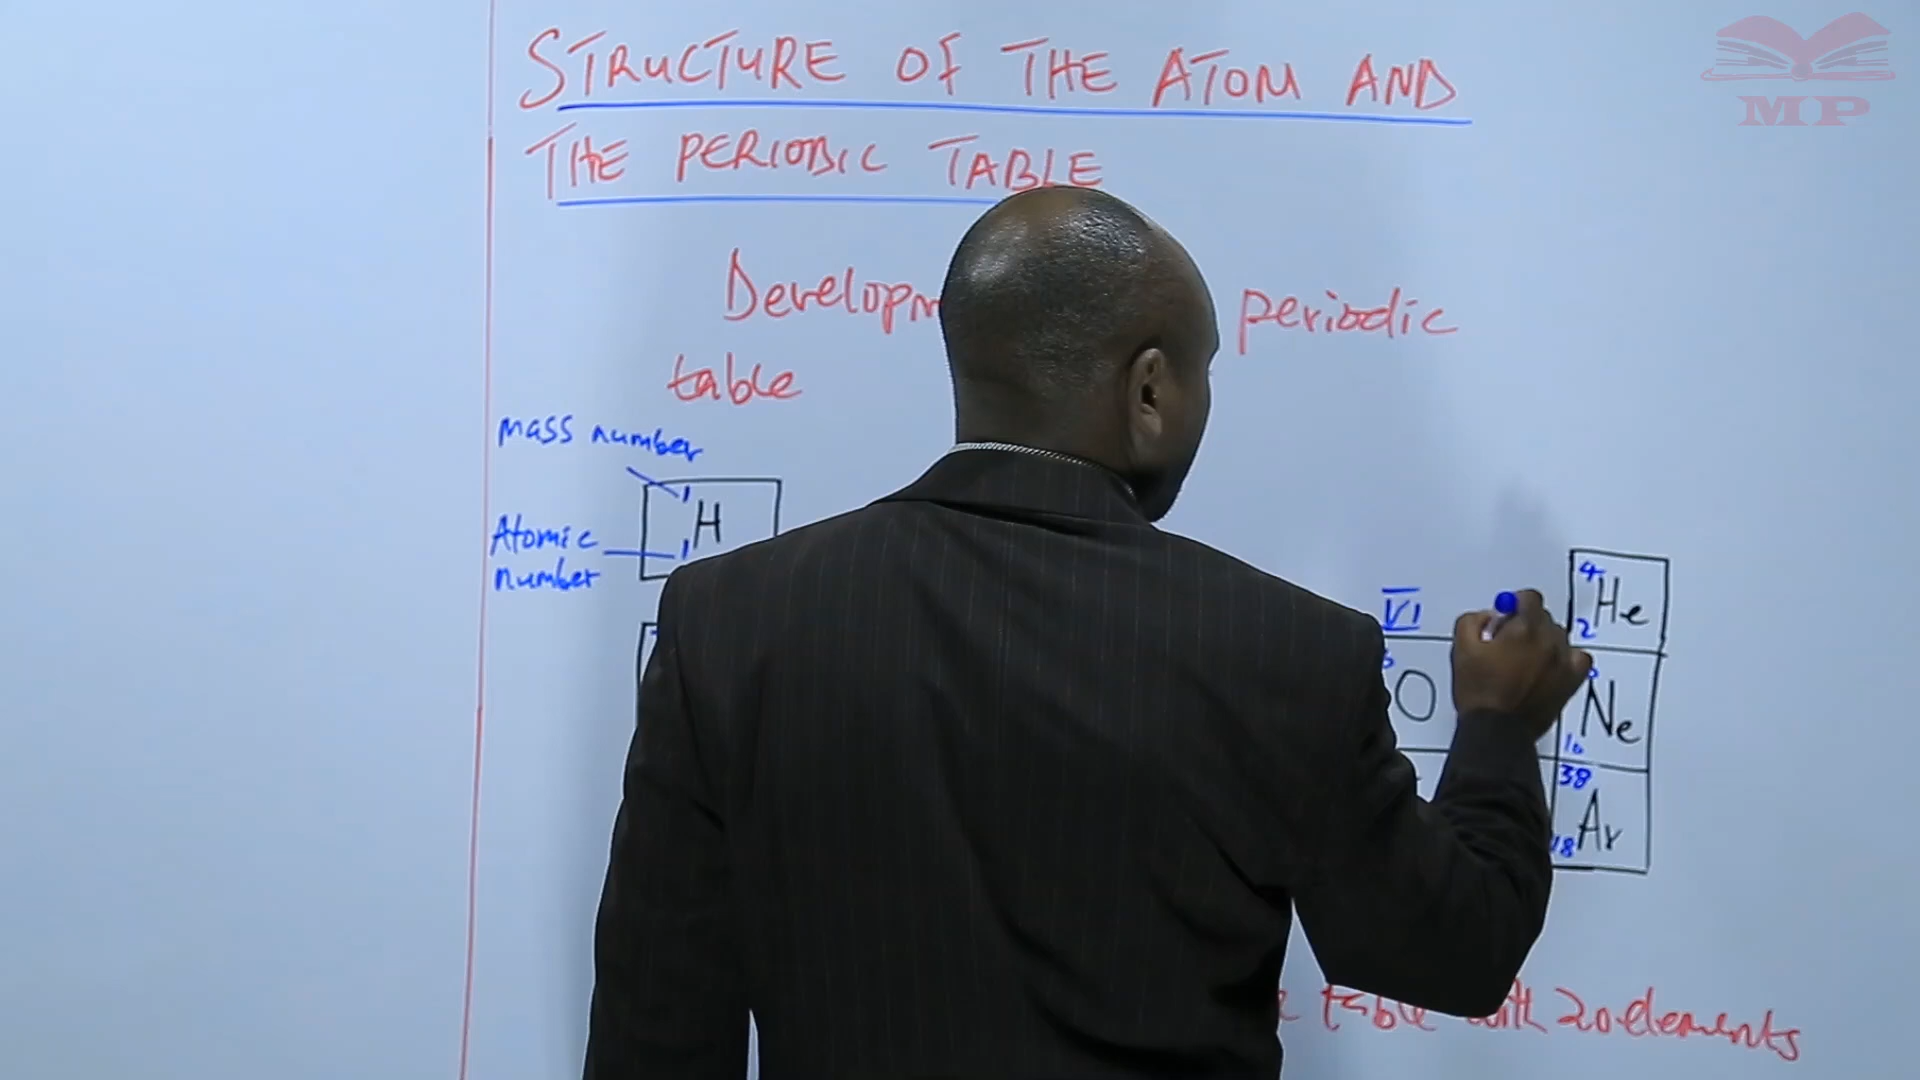 MP
STRUCTURE OF THE ATOM AND
THE PERIODIC TABLE
Developm periodic
table
mass number
1
H
Atomic
number
1
4
He
2
VI
O
Ne
10
38
Ar
18
table with 20 elements